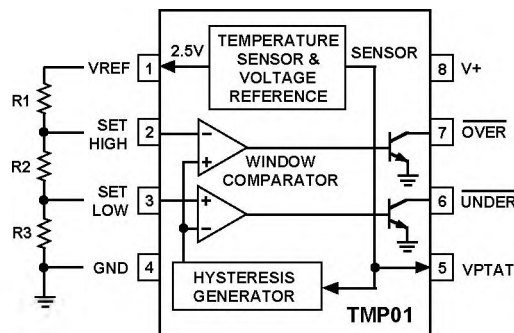 2.5V
TEMPERATURE
SENSOR &
VOLTAGE
REFERENCE
SENSOR
VREF
1
8
V+
R1
SET
HIGH
2
–
+
7
OVER
WINDOW
COMPARATOR
R2
SET
LOW
3
+
–
6
UNDER
R3
GND
4
HYSTERESIS
GENERATOR
5
VPTAT
TMP01